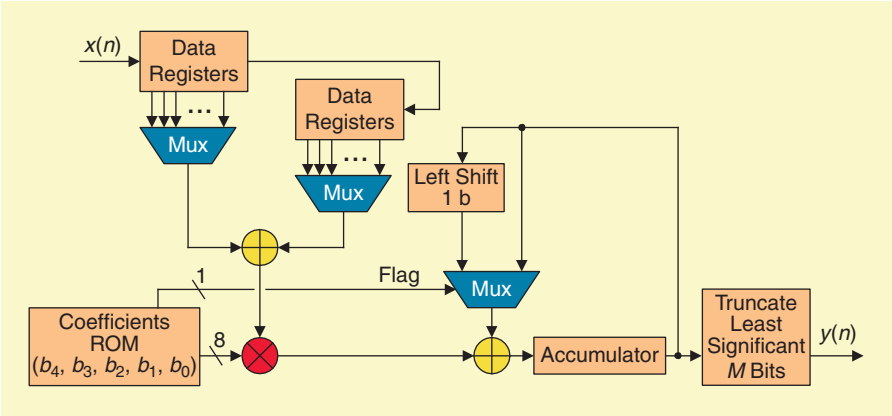 x(n)
Data
Registers
...
Mux
Data
Registers
...
Mux
Left Shift
1 b
1
Flag
Mux
Coefficients
ROM
(b4, b3, b2, b1, b0)
8
Accumulator
Truncate
Least
Significant
M Bits
y(n)